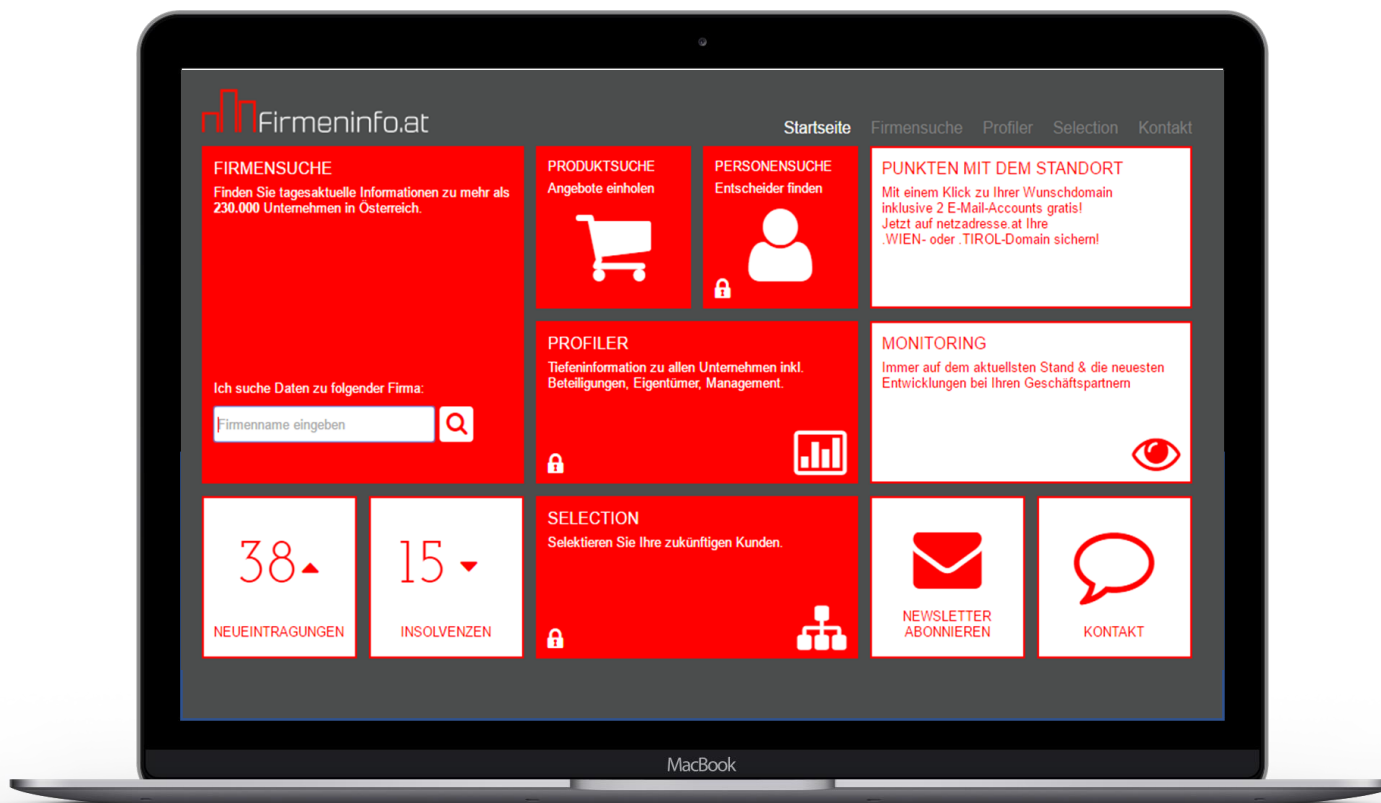 Firmeninfo.at
Startseite Firmensuche Profiler Selection Kontakt
FIRMENSUCHE
Finden Sie tagesaktuelle Informationen zu mehr als
230.000 Unternehmen in Österreich.
Ich suche Daten zu folgender Firma:
Firmenname eingeben
PRODUKTSUCHE
Angebote einholen
PERSONENSUCHE
Entscheider finden
PUNKTEN MIT DEM STANDORT
Mit einem Klick zu Ihrer Wunschdomain
inklusive 2 E-Mail-Accounts gratis!
Jetzt auf netzadresse.at Ihre
.WIEN- oder .TIROL-Domain sichern!
PROFILER
Tiefeninformation zu allen Unternehmen inkl.
Beteiligungen, Eigentümer, Management.
MONITORING
Immer auf dem aktuellsten Stand & die neuesten
Entwicklungen bei Ihren Geschäftspartnern
38
NEUEINTRAGUNGEN
15
INSOLVENZEN
SELECTION
Selektieren Sie Ihre zukünftigen Kunden.
NEWSLETTER
ABONNIEREN
KONTAKT
MacBook